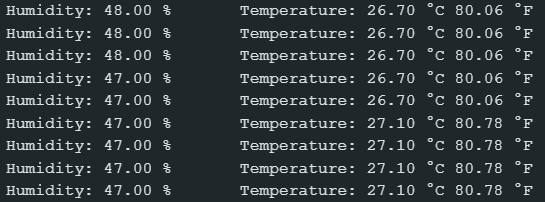 Humidity: 48.00 % Temperature: 26.70 °C 80.06 °F
Humidity: 48.00 % Temperature: 26.70 °C 80.06 °F
Humidity: 48.00 % Temperature: 26.70 °C 80.06 °F
Humidity: 47.00 % Temperature: 26.70 °C 80.06 °F
Humidity: 47.00 % Temperature: 26.70 °C 80.06 °F
Humidity: 47.00 % Temperature: 27.10 °C 80.78 °F
Humidity: 47.00 % Temperature: 27.10 °C 80.78 °F
Humidity: 47.00 % Temperature: 27.10 °C 80.78 °F
Humidity: 47.00 % Temperature: 27.10 °C 80.78 °F